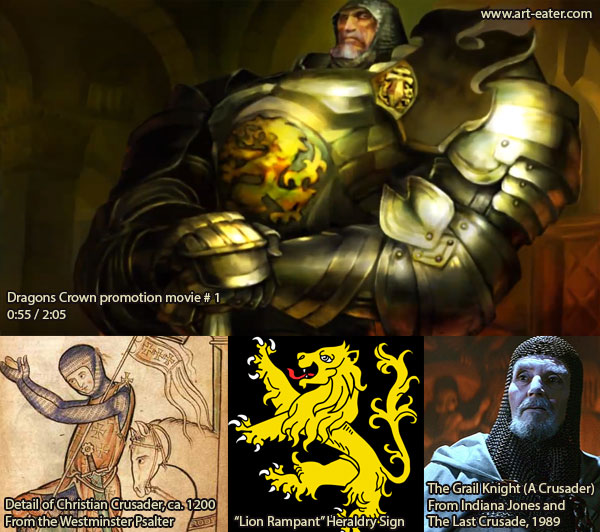 www.art-eater.com
Dragons Crown promotion movie # 1
0:55 / 2:05
Detail of Christian Crusader, ca. 1200
From the Westminster Psalter
“Lion Rampant” Heraldry Sign
The Grail Knight (A Crusader)
From Indiana Jones and
The Last Crusade, 1989